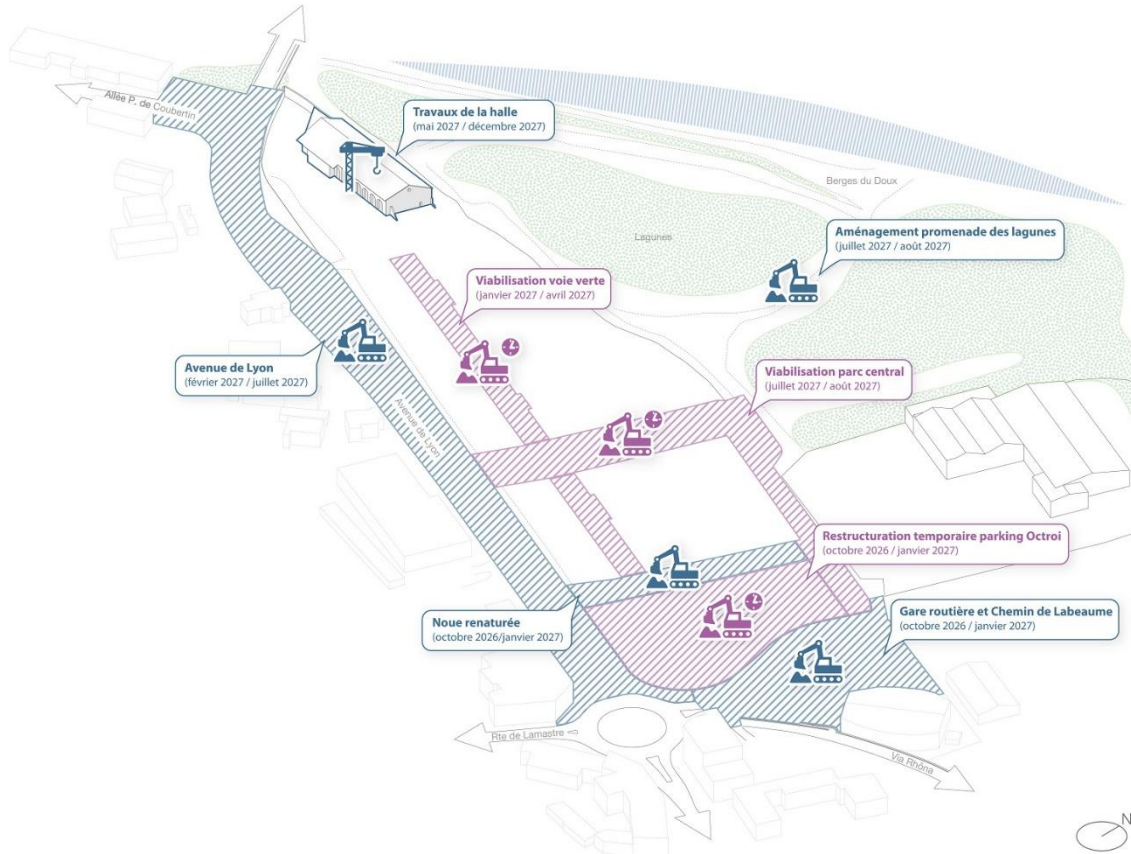 Allée P. de Coubertin
Travaux de la halle
(mai 2027 / décembre 2027)
Berges du Doux
Lagunes
Aménagement promenade des lagunes
(juillet 2027 / août 2027)
Viabilisation voie verte
(janvier 2027 / avril 2027)
Avenue de Lyon
(février 2027 / juillet 2027)
Viabilisation parc central
(juillet 2027 / août 2027)
Avenue de Lyon
Restructuration temporaire parking Octroi
(octobre 2026 / janvier 2027)
Noue renaturée
(octobre 2026/janvier 2027)
Gare routière et Chemin de Labeaume
(octobre 2026 / janvier 2027)
Rte de Lamastre
Via Rhôna
N